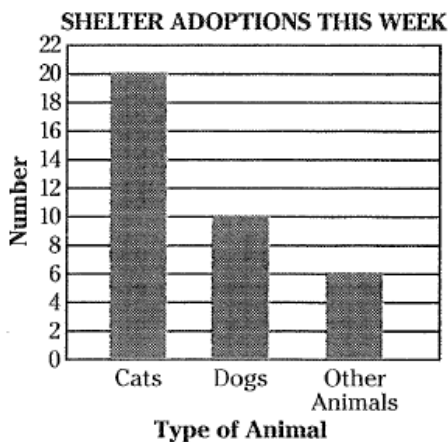 SHELTER ADOPTIONS THIS WEEK
22
20
18
16
14
12
10
8
6
4
2
0
Number
Cats
Dogs
Other
Animals
Type of Animal